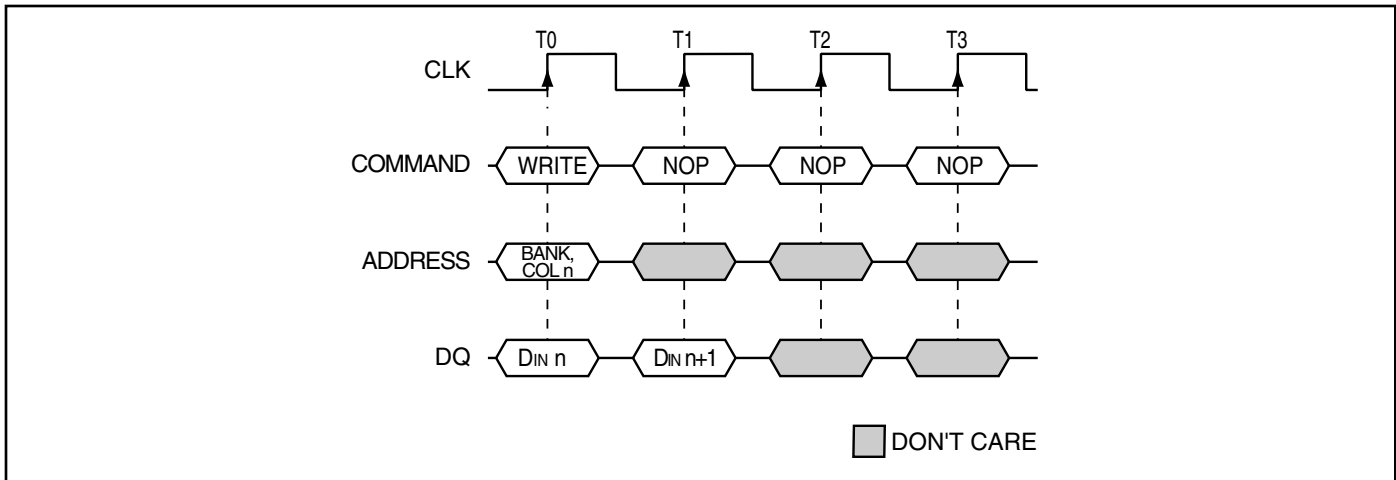 T0 T1 T2 T3
CLK
COMMAND WRITE NOP NOP NOP
ADDRESS BANK, COL n
DQ DIN n DIN n+1
DON'T CARE